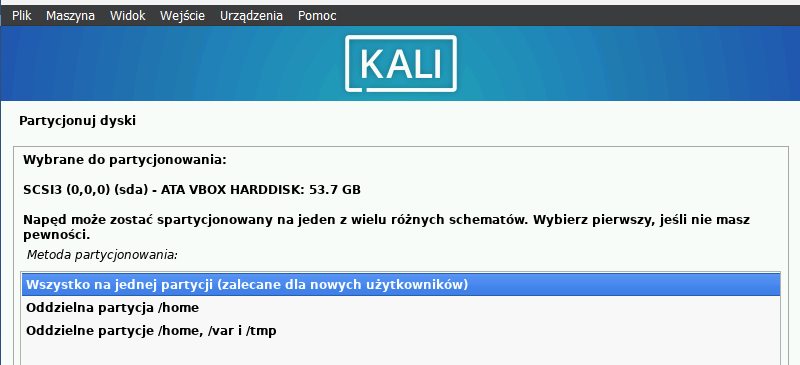 Plik Maszyna Widok Wejście Urządzenia Pomoc
KALI
Partycjonuj dyski
Wybrane do partycjonowania:
SCSI3 (0,0,0) (sda) - ATA VBOX HARDDISK: 53.7 GB
Napęd może zostać spartycjonowany na jeden z wielu różnych schematów. Wybierz pierwszy, jeśli nie masz
pewności.
Metoda partycjonowania:
Wszystko na jednej partycji (zalecane dla nowych użytkowników)
Oddzielna partycja /home
Oddzielne partycje /home, /var i /tmp